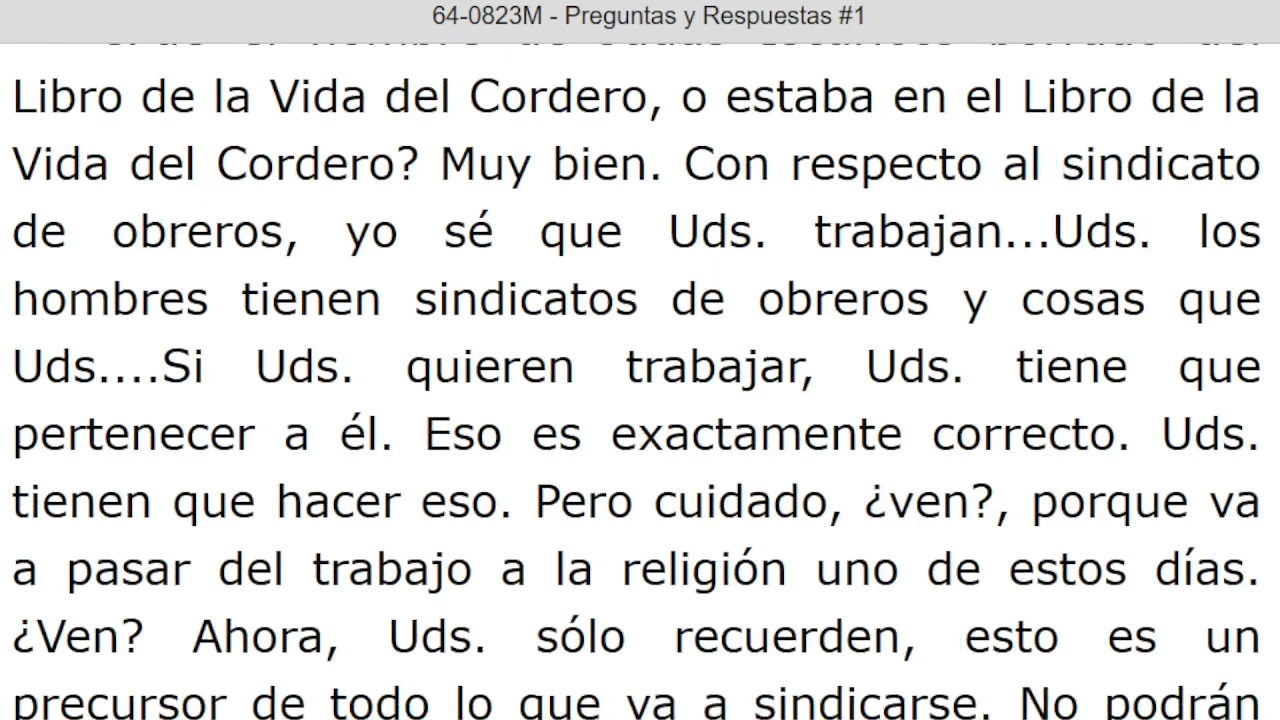 64-0823M - Preguntas y Respuestas #1
Libro de la Vida del Cordero, o estaba en el Libro de la
Vida del Cordero? Muy bien. Con respecto al sindicato
de obreros, yo sé que Uds. trabajan...Uds. los
hombres tienen sindicatos de obreros y cosas que
Uds....Si Uds. quieren trabajar, Uds. tiene que
pertenecer a él. Eso es exactamente correcto. Uds.
tienen que hacer eso. Pero cuidado, ¿ven?, porque va
a pasar del trabajo a la religión uno de estos días.
¿Ven? Ahora, Uds. sólo recuerden, esto es un
precursor de todo lo que va a sindicarse. No podrán